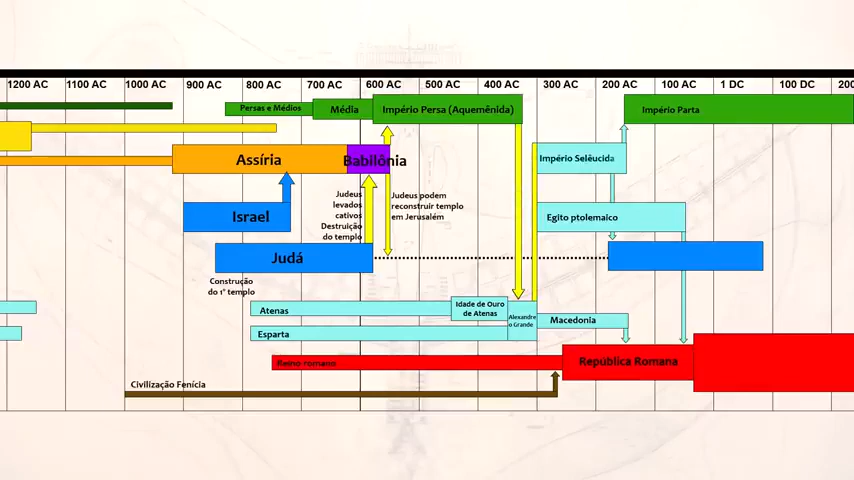 1200 AC 1100 AC 1000 AC 900 AC 800 AC 700 AC 600 AC 500 AC 400 AC 300 AC 200 AC 100 AC 1 DC 100 DC 200
Persas e Médios
Média
Império Persa (Aquemênida)
Império Parta
Assíria
Babilônia
Império Selêucida
Judeus
levados
cativos
Destruição
do templo
Judeus podem
reconstruir templo
em Jerusalém
Israel
Egito ptolemaico
Judá
Construção
do 1° templo
Atenas
Idade de Ouro
de Atenas
Alexandre
o Grande
Macedonia
Esparta
Reino romano
República Romana
Civilização Fenícia